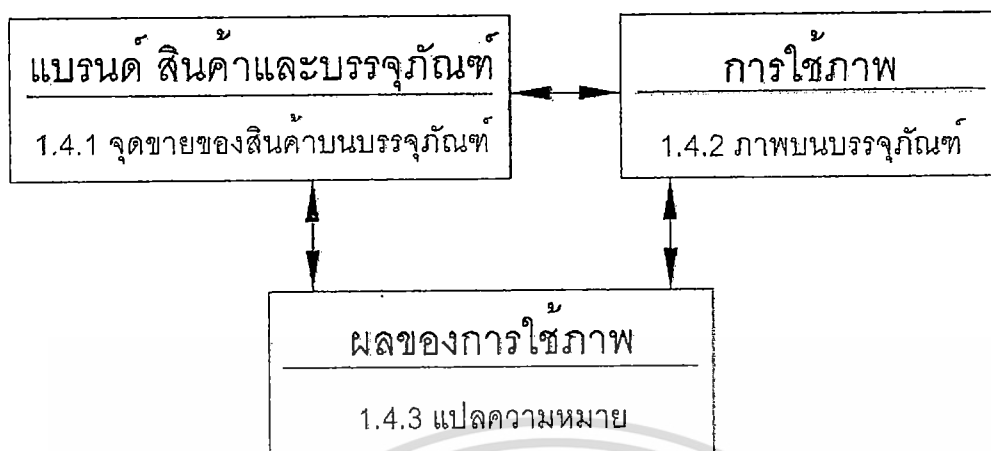 แบรนด์ สินค้าและบรรจุภัณฑ์
1.4.1 จุดขายของสินค้าบนบรรจุภัณฑ์
การใช้ภาพ
1.4.2 ภาพบนบรรจุภัณฑ์
ผลของการใช้ภาพ
1.4.3 แปลความหมาย